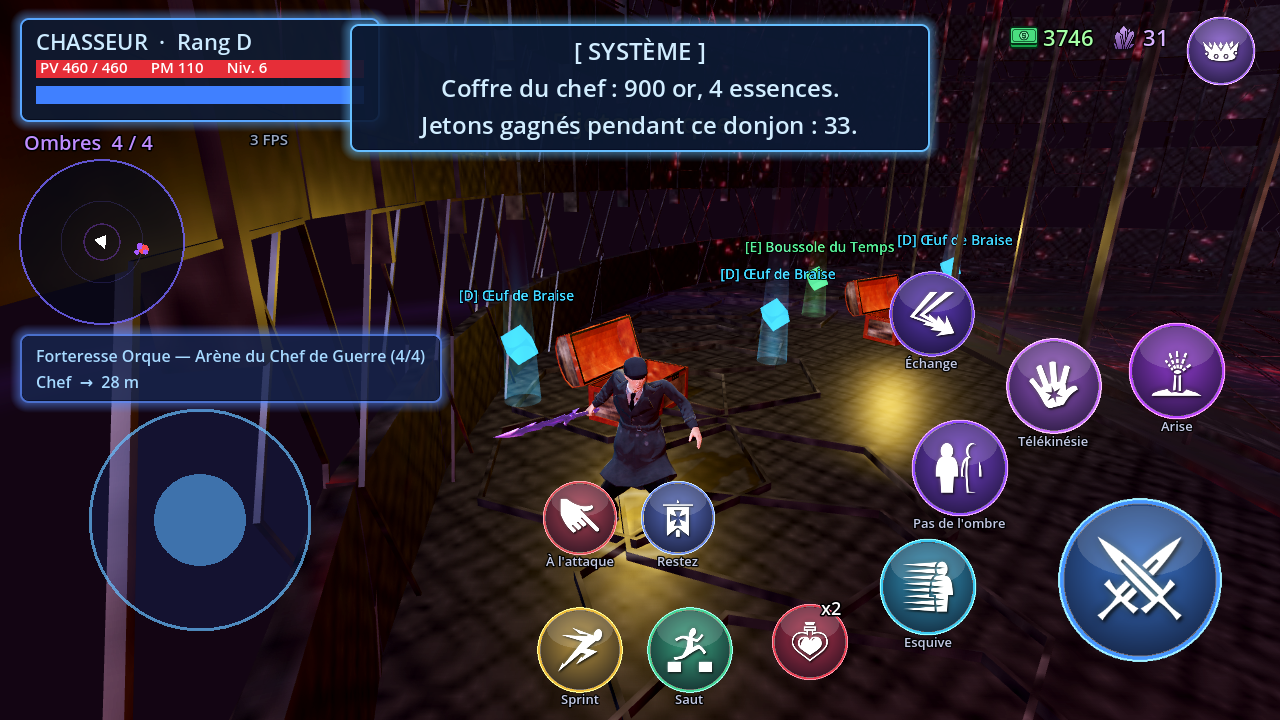 CHASSEUR · Rang D
PV 460 / 460 PM 110 Niv. 6
[ SYSTÈME ]
Coffre du chef : 900 or, 4 essences.
Jetons gagnés pendant ce donjon : 33.
3746
31
Ombres 4 / 4
3 FPS
[E] Boussole du Temps
[D] Œuf de Braise
[D] Œuf de Braise
[D] Œuf de Braise
Forteresse Orque — Arène du Chef de Guerre (4/4)
Chef → 28 m
Échange
Télékinésie
Arise
Pas de l'ombre
À l'attaque
Restez
x2
Esquive
Sprint
Saut